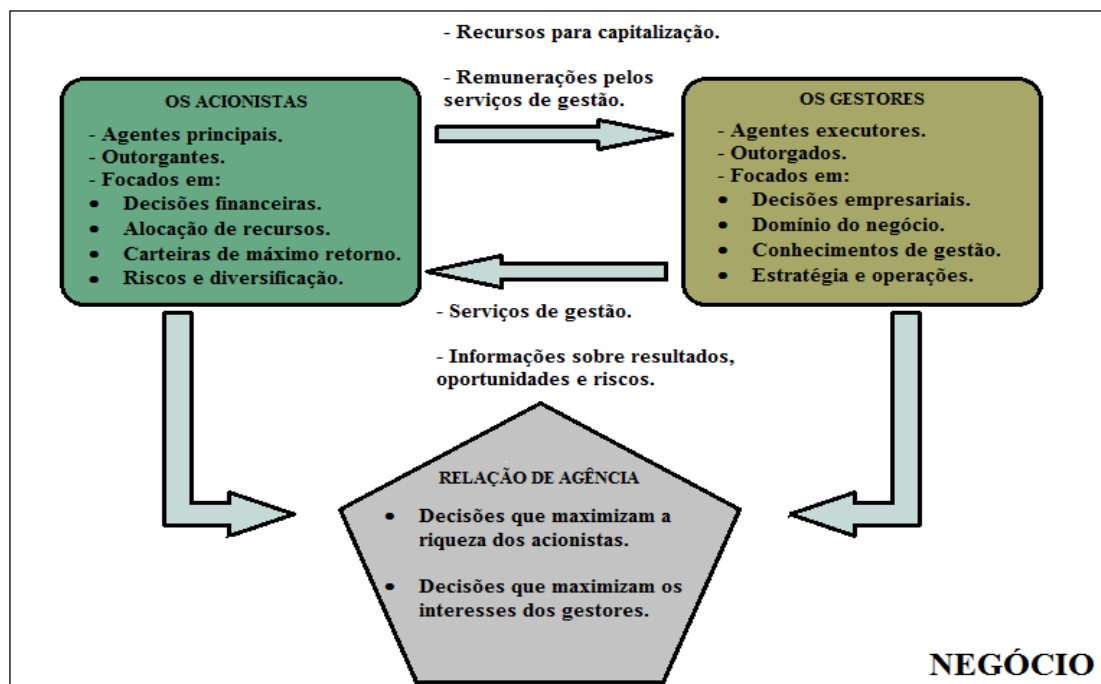 - Recursos para capitalização.
- Remunerações pelos
serviços de gestão.
OS ACIONISTAS
- Agentes principais.
- Outorgantes.
- Focados em:
• Decisões financeiras.
• Alocação de recursos.
• Carteiras de máximo retorno.
• Riscos e diversificação.
OS GESTORES
- Agentes executores.
- Outorgados.
- Focados em:
• Decisões empresariais.
• Domínio do negócio.
• Conhecimentos de gestão.
• Estratégia e operações.
- Serviços de gestão.
- Informações sobre resultados,
oportunidades e riscos.
RELAÇÃO DE AGÊNCIA
• Decisões que maximizam a
riqueza dos acionistas.
• Decisões que maximizam os
interesses dos gestores.
NEGÓCIO